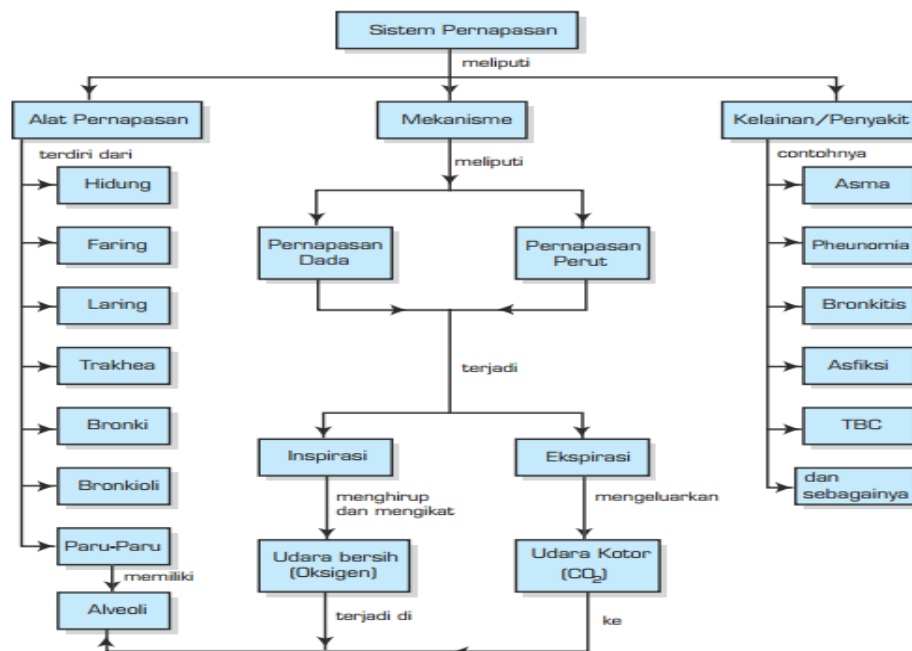 Sistem Pernapasan
meliputi
Alat Pernapasan
Mekanisme
Kelainan/Penyakit
terdiri dari
meliputi
contohnya
Hidung
Faring
Laring
Trakhea
Bronki
Bronkioli
Paru-Paru
memiliki
Alveoli
Pernapasan
Dada
Pernapasan
Perut
terjadi
Inspirasi
Ekspirasi
menghirup
dan mengikat
mengeluarkan
Udara bersih
(Oksigen)
Udara Kotor
(CO₂)
terjadi di
ke
Asma
Pheunomia
Bronkitis
Asfiksi
TBC
dan
sebagainya